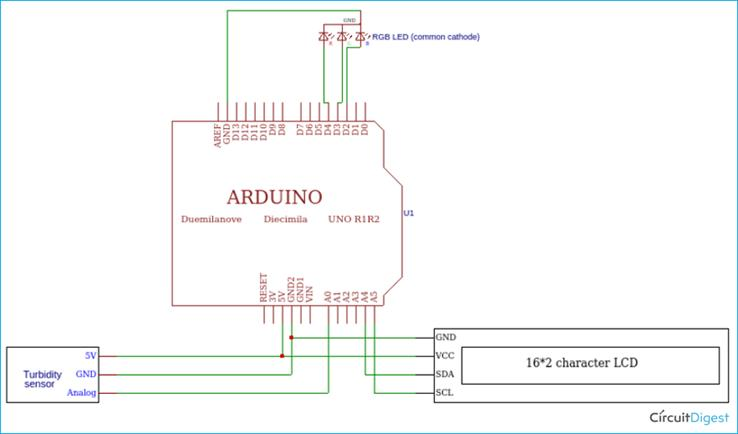 GND
R
B
RGB LED (common cathode)
AREF
GND
D13
D12
D11
D10
D9
D8
D7
D6
D5
D4
D3
D2
D1
D0
ARDUINO
Duemilanove Diecimila UNO R1R2
U1
RESET
3V
5V
GND2
GND1
VIN
A0
A1
A2
A3
A4
A5
5V
GND
Analog
Turbidity
sensor
GND
VCC
SDA
SCL
16*2 character LCD
CírcuitDigest